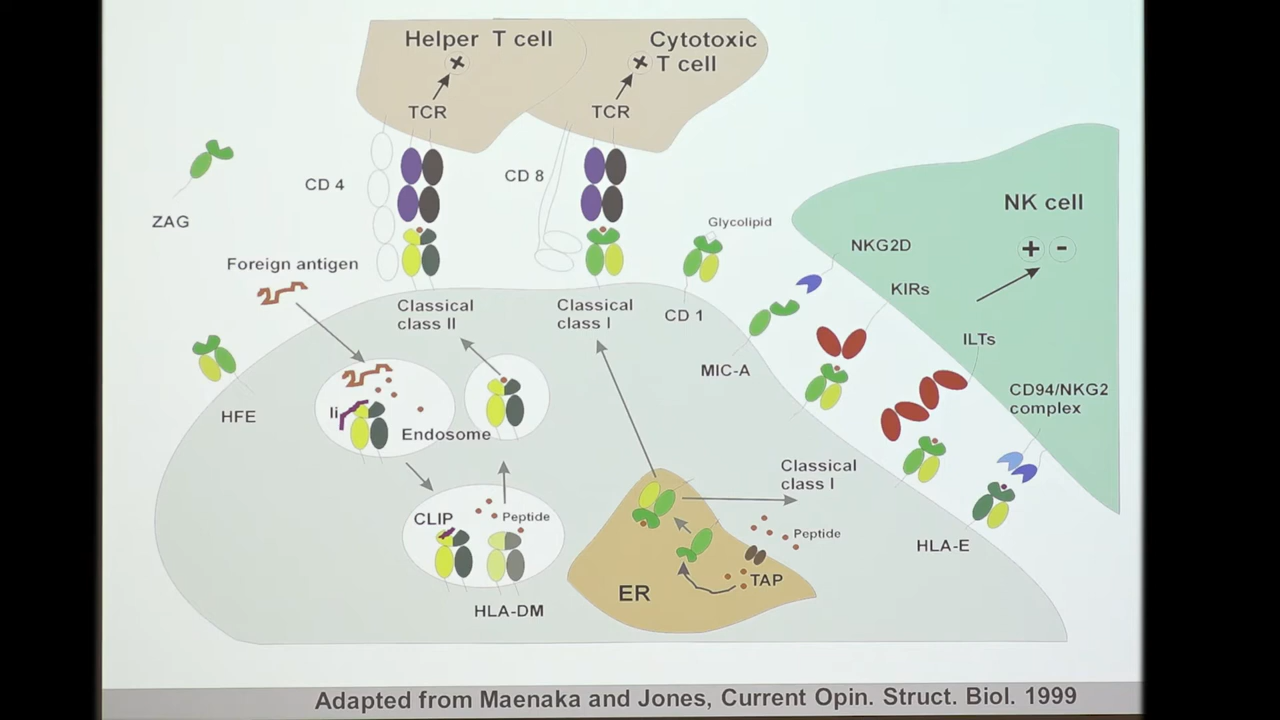 Helper T cell
Cytotoxic
T cell
TCR
TCR
CD 4
CD 8
ZAG
Glycolipid
NK cell
+ -
NKG2D
Foreign antigen
KIRs
Classical
class II
Classical
class I
CD 1
ILTs
MIC-A
HFE
CD94/NKG2
complex
Ii
Endosome
Classical
class I
CLIP
Peptide
Peptide
HLA-E
TAP
ER
HLA-DM
Adapted from Maenaka and Jones, Current Opin. Struct. Biol. 1999